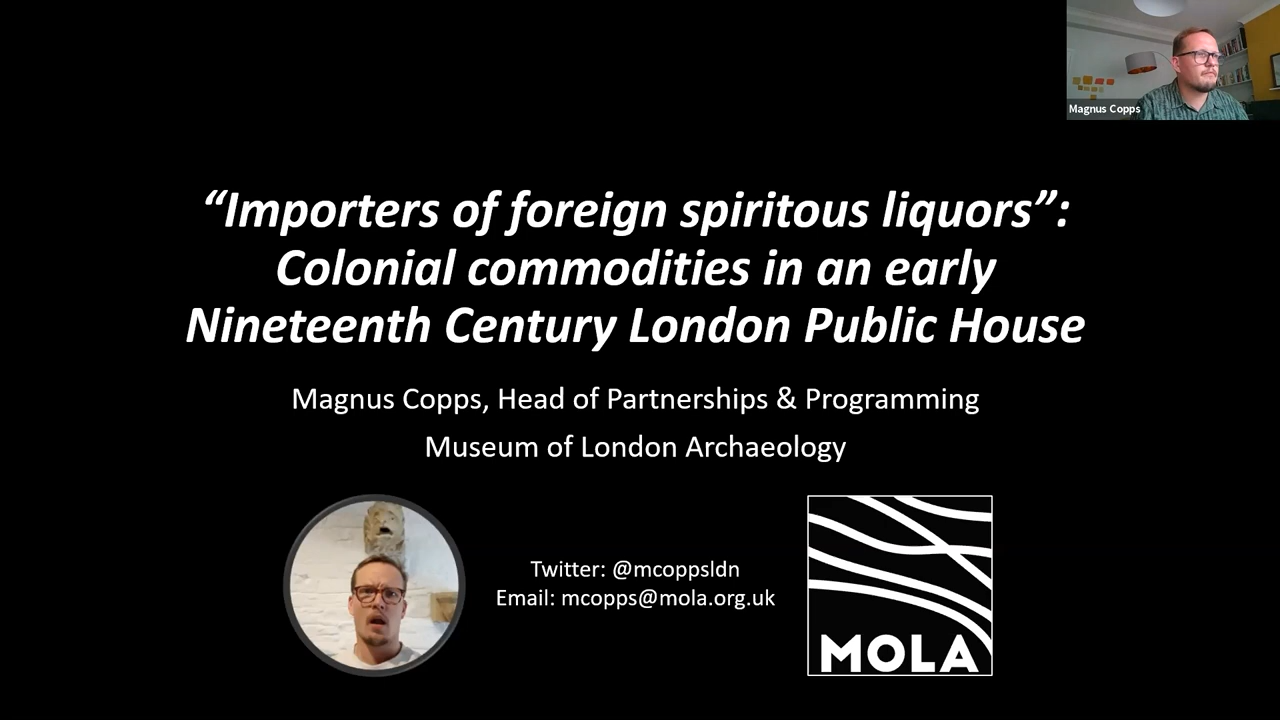 Magnus Copps
“Importers of foreign spiritous liquors”:
Colonial commodities in an early
Nineteenth Century London Public House
Magnus Copps, Head of Partnerships & Programming
Museum of London Archaeology
Twitter: @mcoppsldn
Email: mcopps@mola.org.uk
MOLA